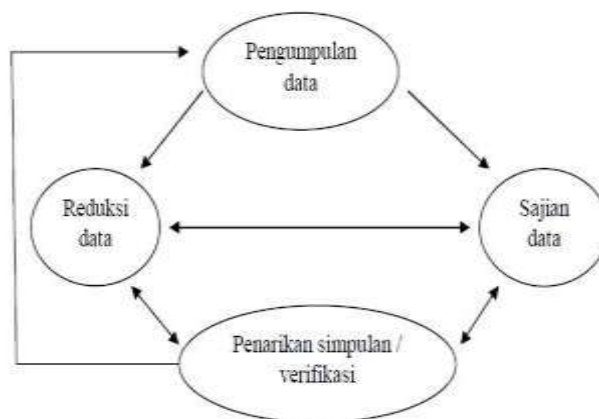 Pengumpulan
data
Reduksi
data
Sajian
data
Penarikan simpulan /
verifikasi